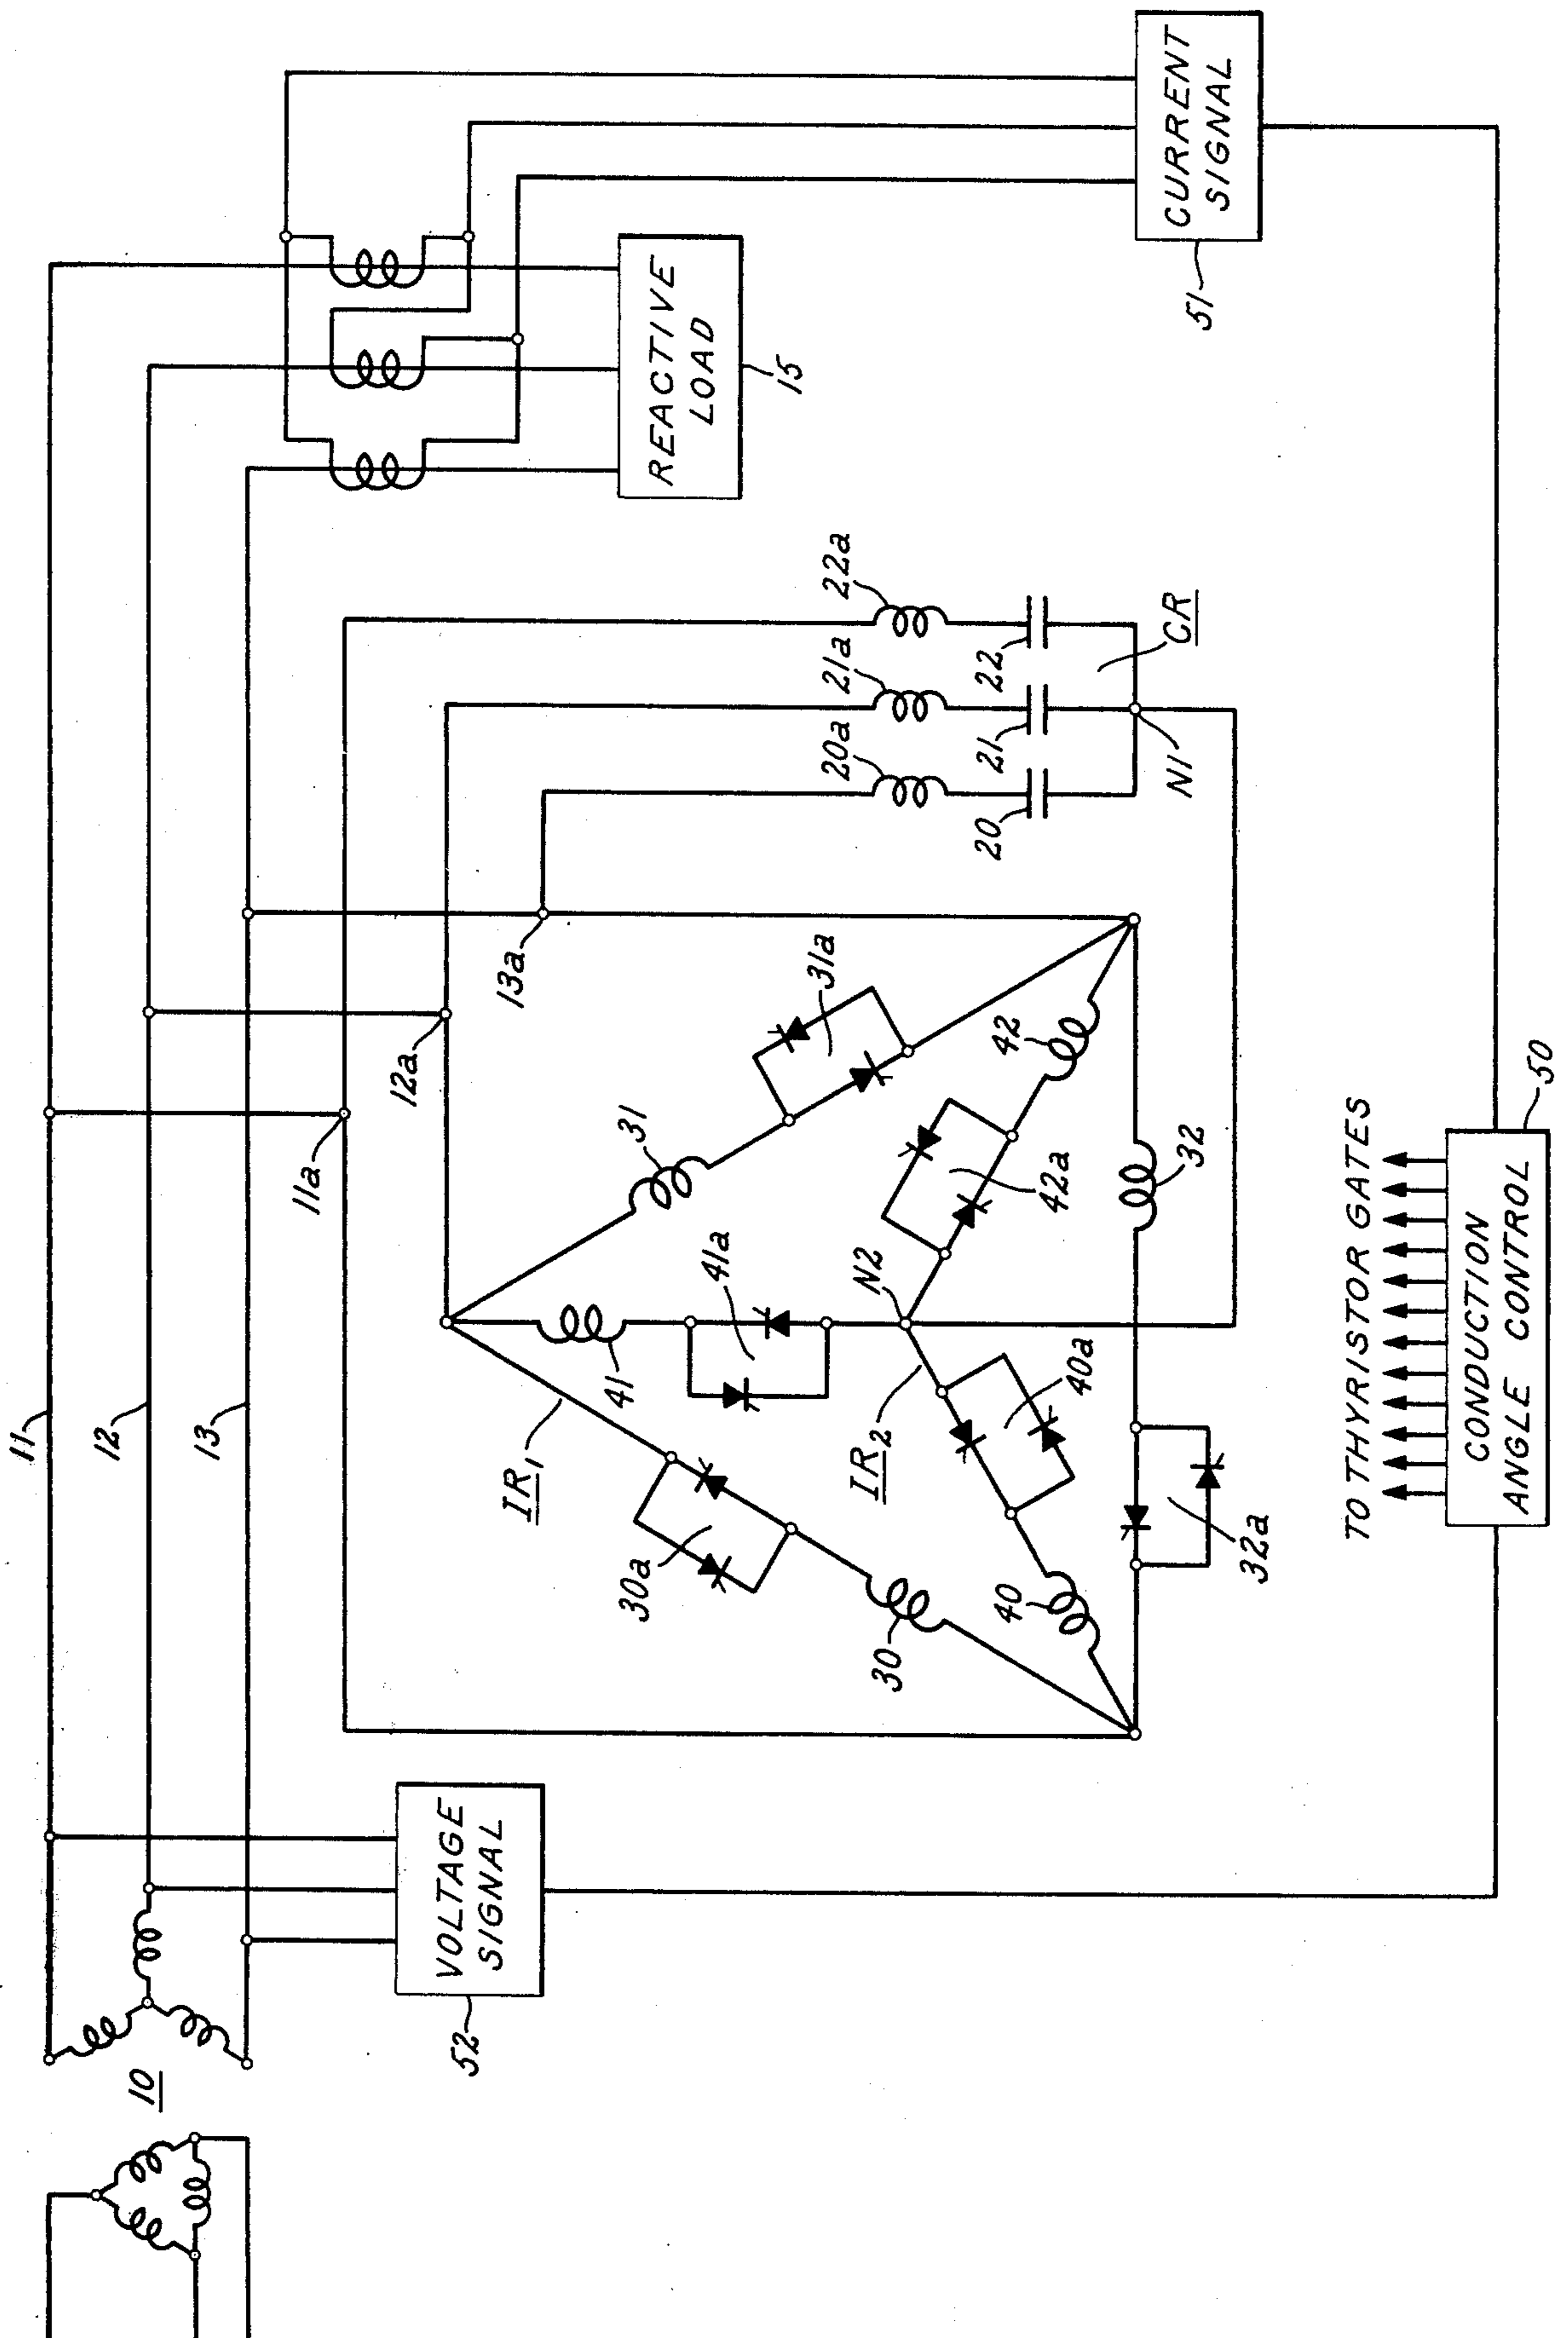 10
11
12
13
VOLTAGE
SIGNAL
52
11a
12a
13a
IR1
30a
30
41
41a
31
31a
N2
IR2
40
40a
42a
42
32a
32
20a
21a
22a
20
21
22
N1
CR
REACTIVE
LOAD
15
CURRENT
SIGNAL
51
TO THYRISTOR GATES
CONDUCTION
ANGLE CONTROL
50